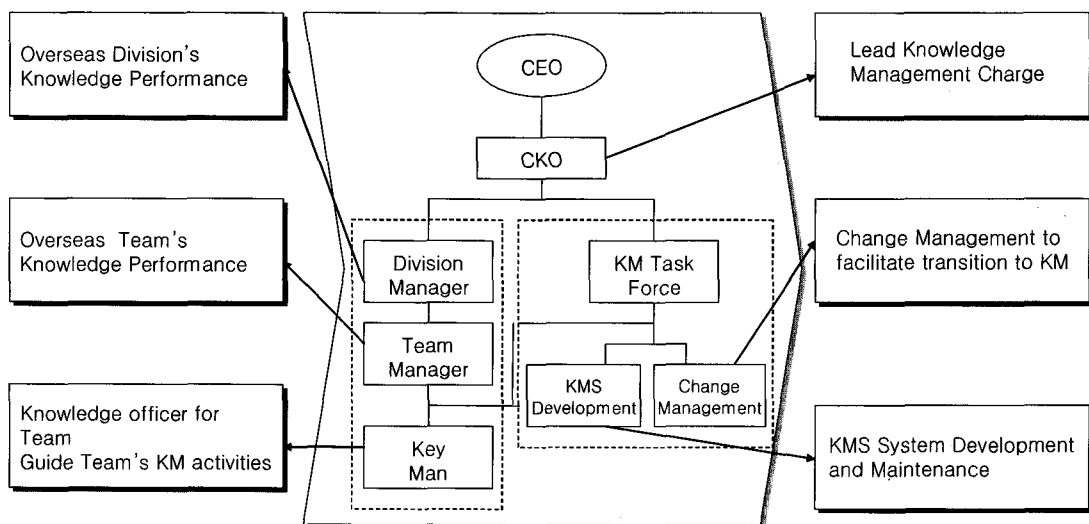 Overseas Division's
Knowledge Performance
Overseas Team's
Knowledge Performance
Knowledge officer for
Team
Guide Team's KM activities
CEO
CKO
Division
Manager
Team
Manager
Key
Man
KM Task
Force
KMS
Development
Change
Management
Lead Knowledge
Management Charge
Change Management to
facilitate transition to KM
KMS System Development
and Maintenance